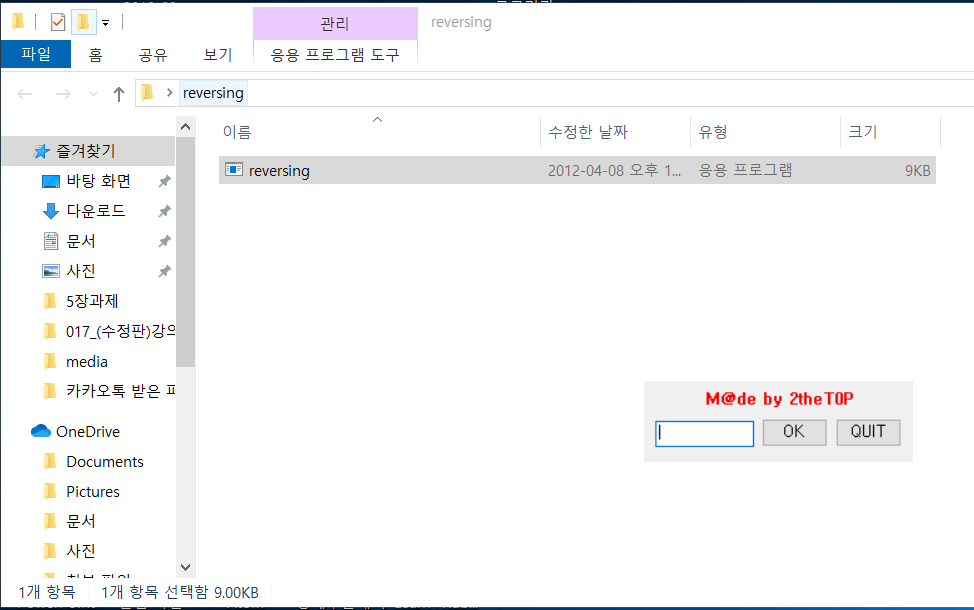 관리
reversing
파일
홈
공유
보기
응용 프로그램 도구
reversing
이름
수정한 날짜
유형
크기
reversing
2012-04-08 오후 1...
응용 프로그램
9KB
즐겨찾기
바탕 화면
다운로드
문서
사진
5장과제
017_(수정판)강의
media
카카오톡 받은
OneDrive
Documents
Pictures
문서
사진
M@de by 2theT0P
OK
QUIT
1개 항목
1개 항목 선택함 9.00KB